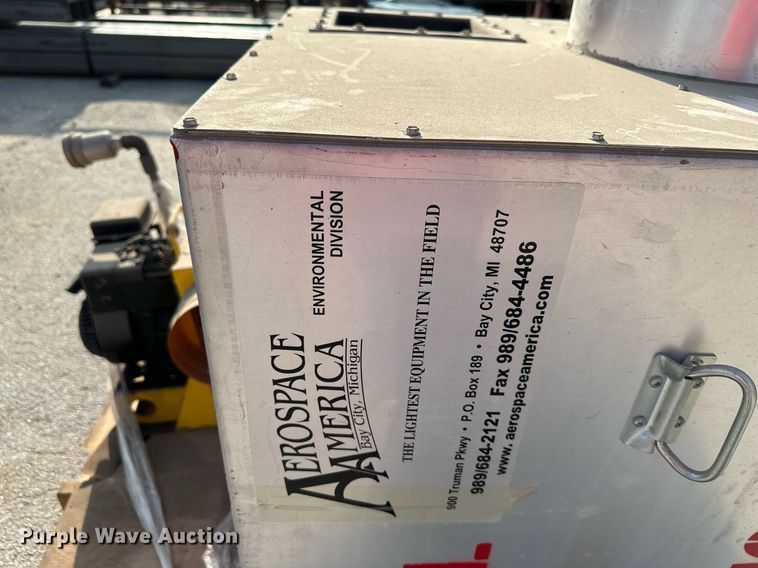 AEROSPACE
AMERICA
Bay City, Michigan
ENVIRONMENTAL
DIVISION
THE LIGHTEST EQUIPMENT IN THE FIELD
900 Truman Pkwy • P.O. Box 189 • Bay City, MI 48707
989/684-2121 Fax 989/684-4486
www.aerospaceamerica.com
Purple Wave Auction